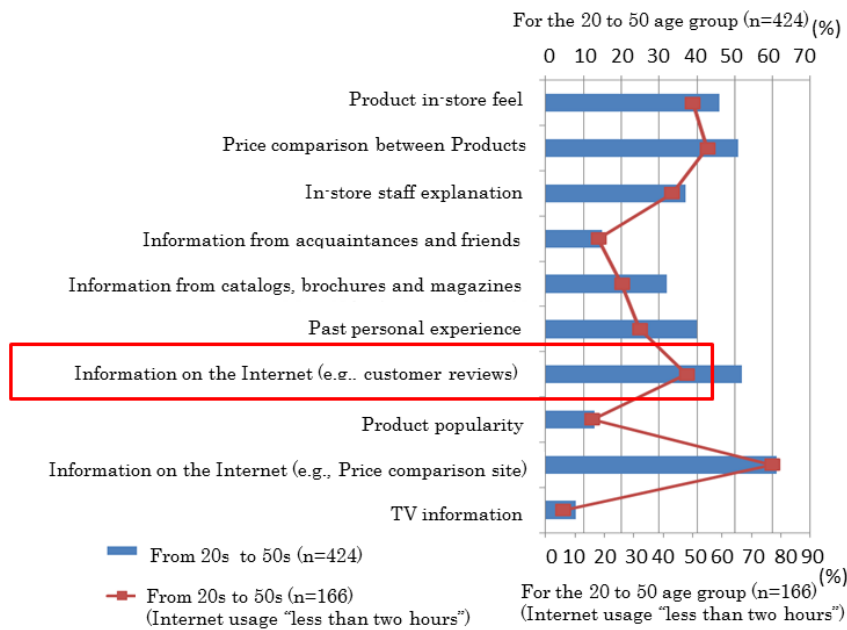 For the 20 to 50 age group (n=424) (%)
0 10 20 30 40 50 60 70
Product in-store feel
Price comparison between Products
In-store staff explanation
Information from acquaintances and friends
Information from catalogs, brochures and magazines
Past personal experience
Information on the Internet (e.g.. customer reviews)
Product popularity
Information on the Internet (e.g., Price comparison site)
TV information
0 10 20 30 40 50 60 70 80 90
For the 20 to 50 age group (n=166) (%)
(Internet usage “less than two hours”)
From 20s to 50s (n=424)
From 20s to 50s (n=166)
(Internet usage “less than two hours”)